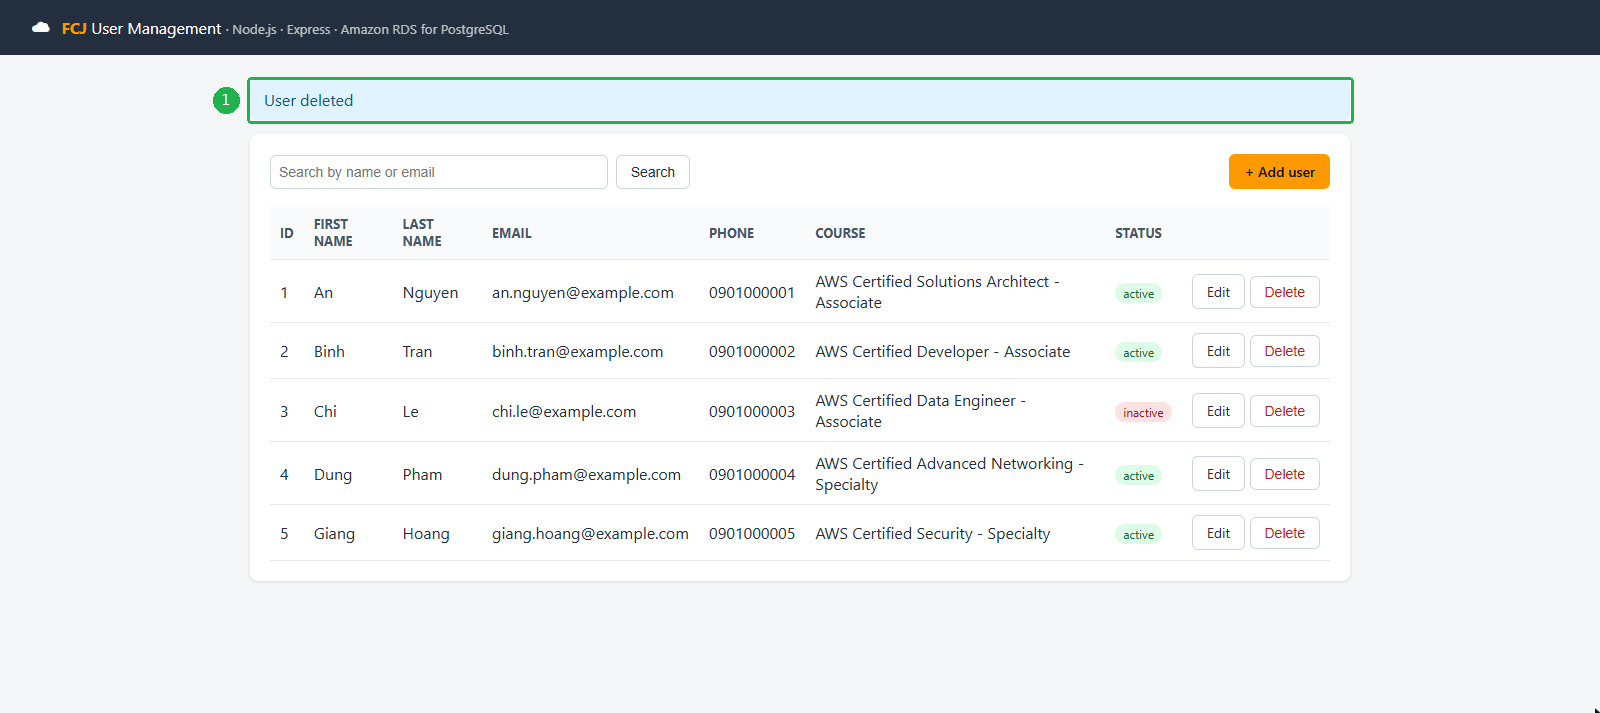 FCJ User Management · Node.js · Express · Amazon RDS for PostgreSQL
1 User deleted
Search by name or email Search + Add user
ID FIRST NAME LAST NAME EMAIL PHONE COURSE STATUS
1 An Nguyen an.nguyen@example.com 0901000001 AWS Certified Solutions Architect - Associate active Edit Delete
2 Binh Tran binh.tran@example.com 0901000002 AWS Certified Developer - Associate active Edit Delete
3 Chi Le chi.le@example.com 0901000003 AWS Certified Data Engineer - Associate inactive Edit Delete
4 Dung Pham dung.pham@example.com 0901000004 AWS Certified Advanced Networking - Specialty active Edit Delete
5 Giang Hoang giang.hoang@example.com 0901000005 AWS Certified Security - Specialty active Edit Delete